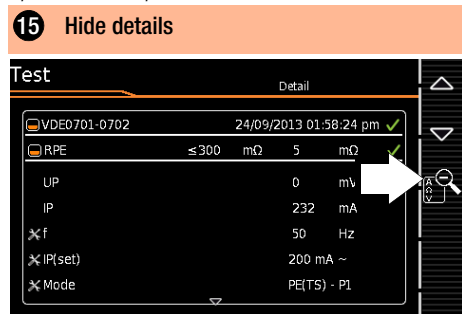 15 Hide details
Test
Detail
VDE0701-0702 24/09/2013 01:58:24 pm ✓
RPE ≤300 mΩ 5 mΩ ✓
UP 0 mV
IP 232 mA
f 50 Hz
IP(set) 200 mA ~
Mode PE(TS) - P1
A
Ω
V